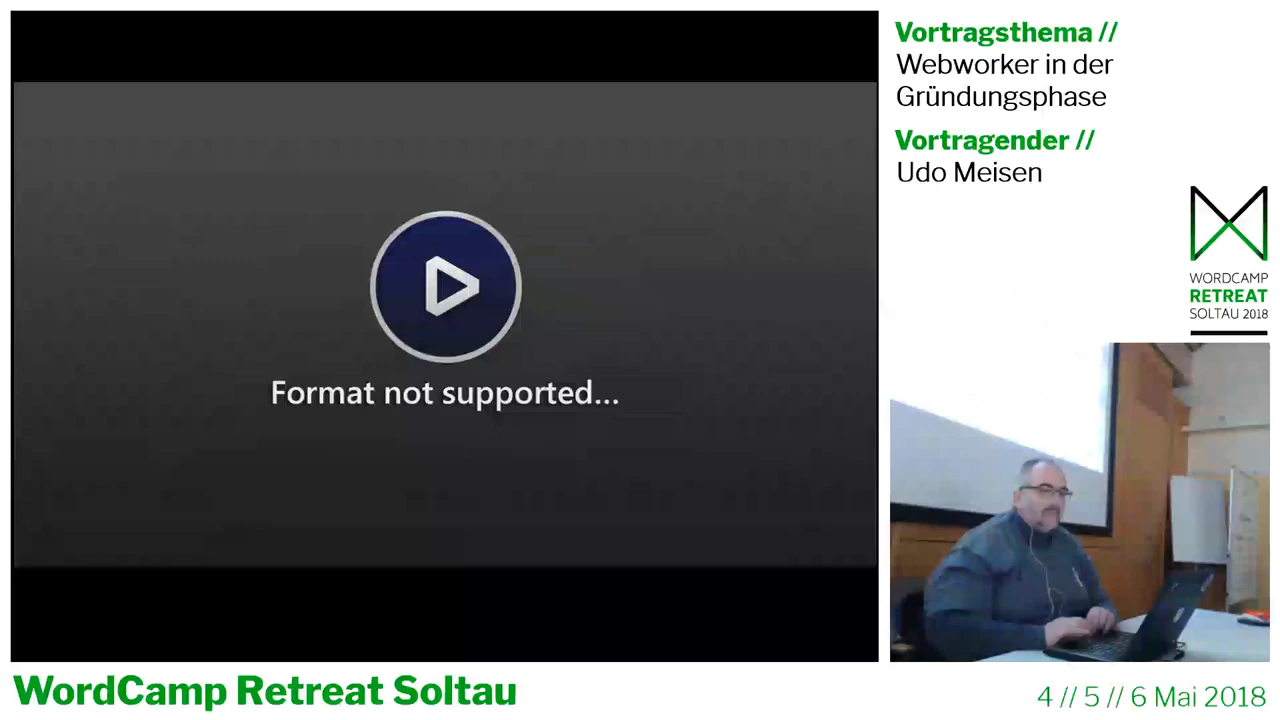 Vortragsthema //
Webworker in der
Gründungsphase
Vortragender //
Udo Meisen
WORDCAMP
RETREAT
SOLTAU 2018
Format not supported...
WordCamp Retreat Soltau
4 // 5 // 6 Mai 2018